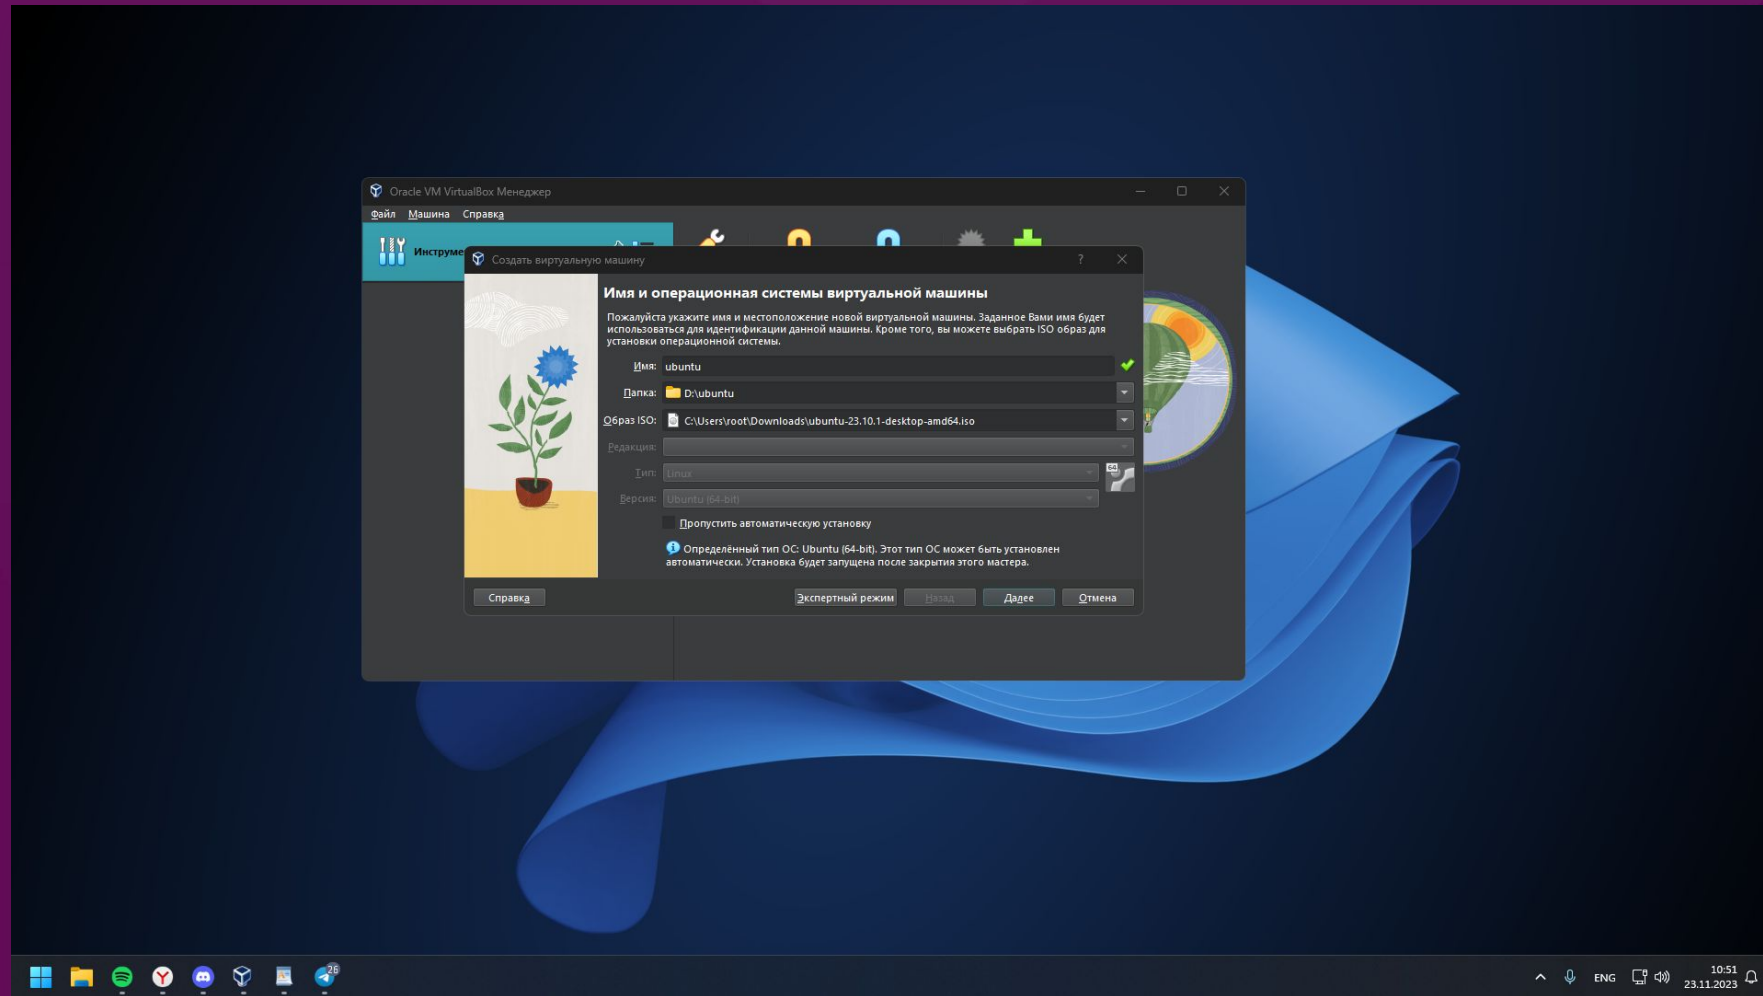 Oracle VM VirtualBox Менеджер
Файл Машина Справка
Создать виртуальную машину
?
Имя и операционная системы виртуальной машины
Пожалуйста укажите имя и местоположение новой виртуальной машины. Заданное Вами имя будет
использоваться для идентификации данной машины. Кроме того, вы можете выбрать ISO образ для
установки операционной системы.
Имя: ubuntu
Папка: D:\ubuntu
Образ ISO: C:\Users\root\Downloads\ubuntu-23.10.1-desktop-amd64.iso
Редакция:
Тип: Linux
64
Версия: Ubuntu (64-bit)
Пропустить автоматическую установку
Определённый тип ОС: Ubuntu (64-bit). Этот тип ОС может быть установлен
автоматически. Установка будет запущена после закрытия этого мастера.
Справка Экспертный режим Назад Далее Отмена
26
ENG
10:51
23.11.2023